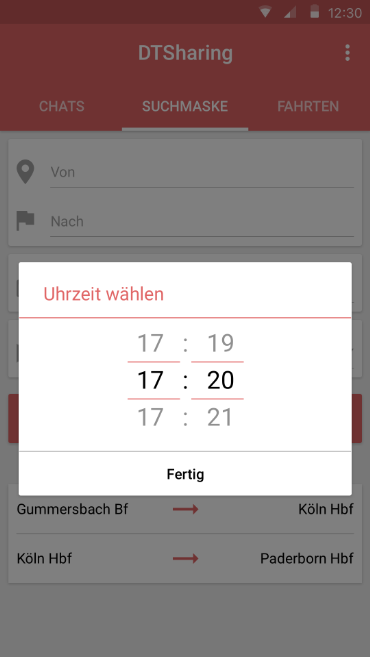 12:30
DTSharing
CHATS SUCHMASKE FAHRTEN
Von
Nach
Uhrzeit wählen
17 : 19
17 : 20
17 : 21
Fertig
Gummersbach Bf Köln Hbf
Köln Hbf Paderborn Hbf